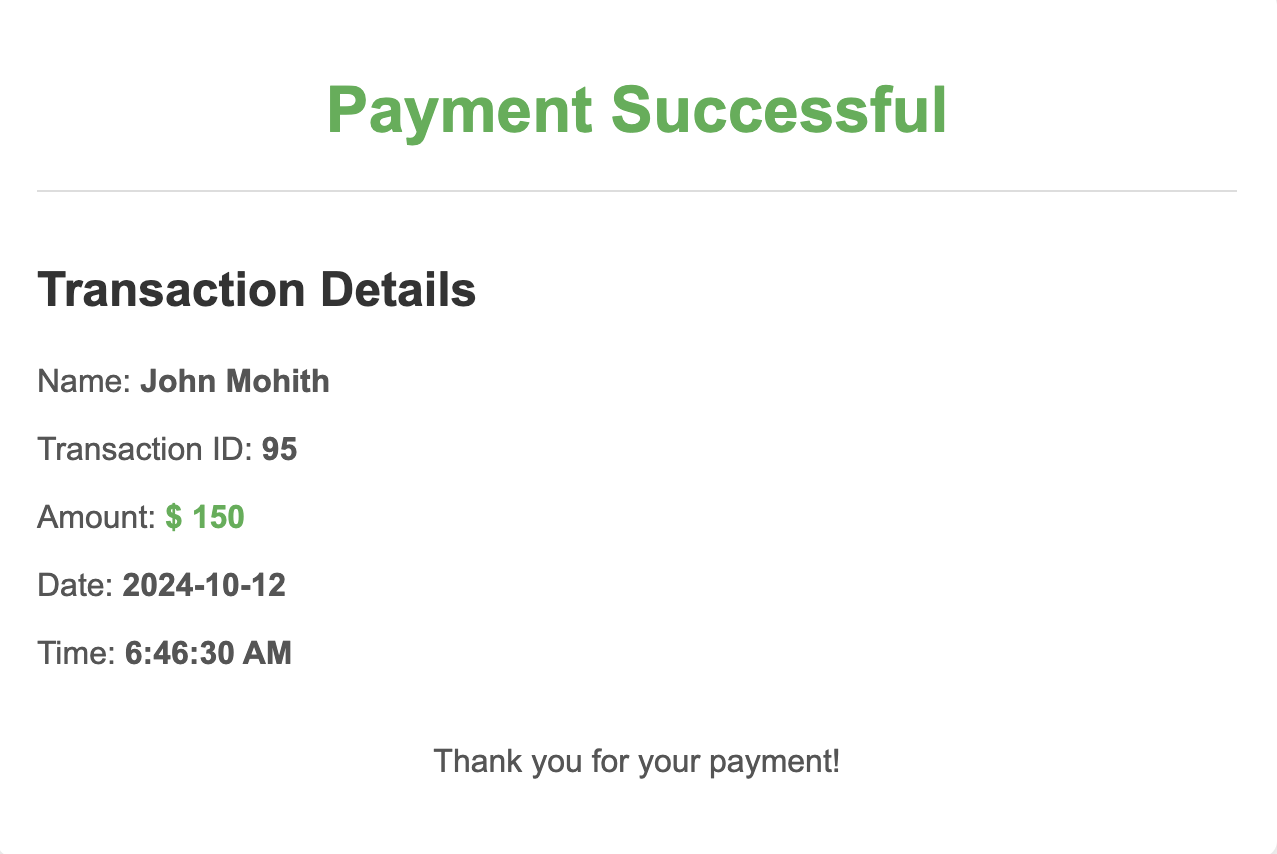 Payment Successful
Transaction Details
Name: John Mohith
Transaction ID: 95
Amount: $ 150
Date: 2024-10-12
Time: 6:46:30 AM
Thank you for your payment!